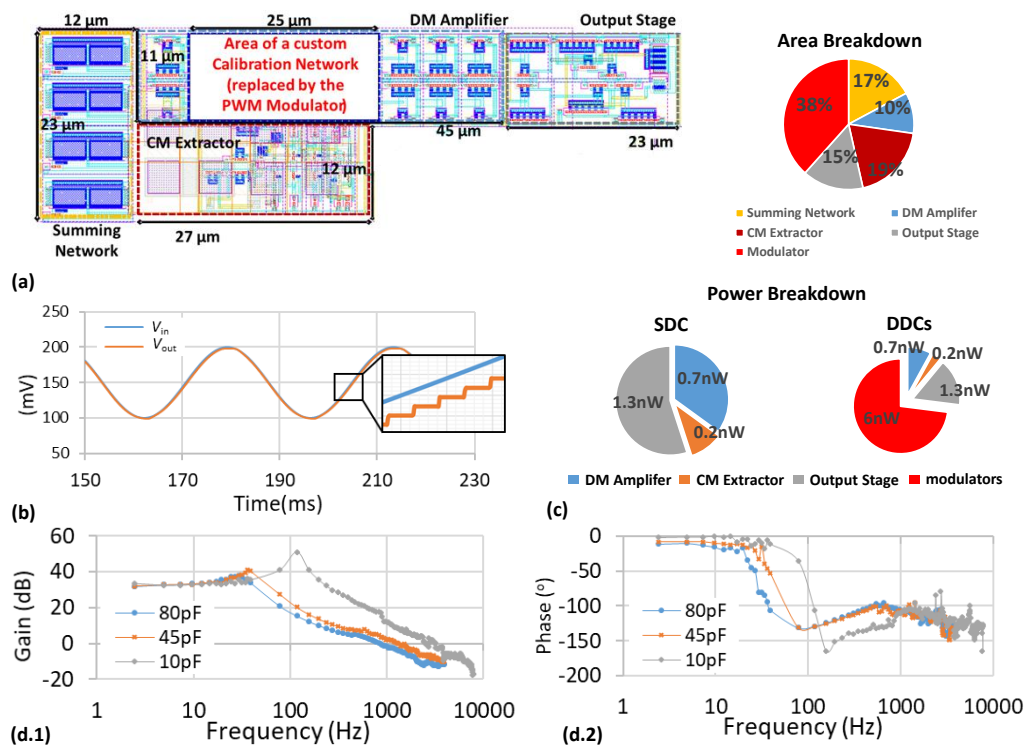 12 µm
25 µm
DM Amplifier
Output Stage
11 µm
Area of a custom
Calibration Network
(replaced by the
PWM Modulator)
23 µm
45 µm
23 µm
CM Extractor
12 µm
Summing
Network
27 µm
(a)
Area Breakdown
17%
10%
19%
15%
38%
Summing Network
DM Amplifer
CM Extractor
Output Stage
Modulator
250
200
150
100
50
(mV)
Vin
Vout
150
170
190
210
230
Time(ms)
(b)
Power Breakdown
SDC
DDCs
0.7nW
0.2nW
1.3nW
0.7nW
0.2nW
1.3nW
6nW
DM Amplifer
CM Extractor
Output Stage
modulators
(c)
60
40
20
0
-20
Gain (dB)
80pF
45pF
10pF
1
10
100
1000
10000
Frequency (Hz)
(d.1)
0
-50
-100
-150
-200
Phase (°)
80pF
45pF
10pF
1
10
100
1000
10000
Frequency (Hz)
(d.2)